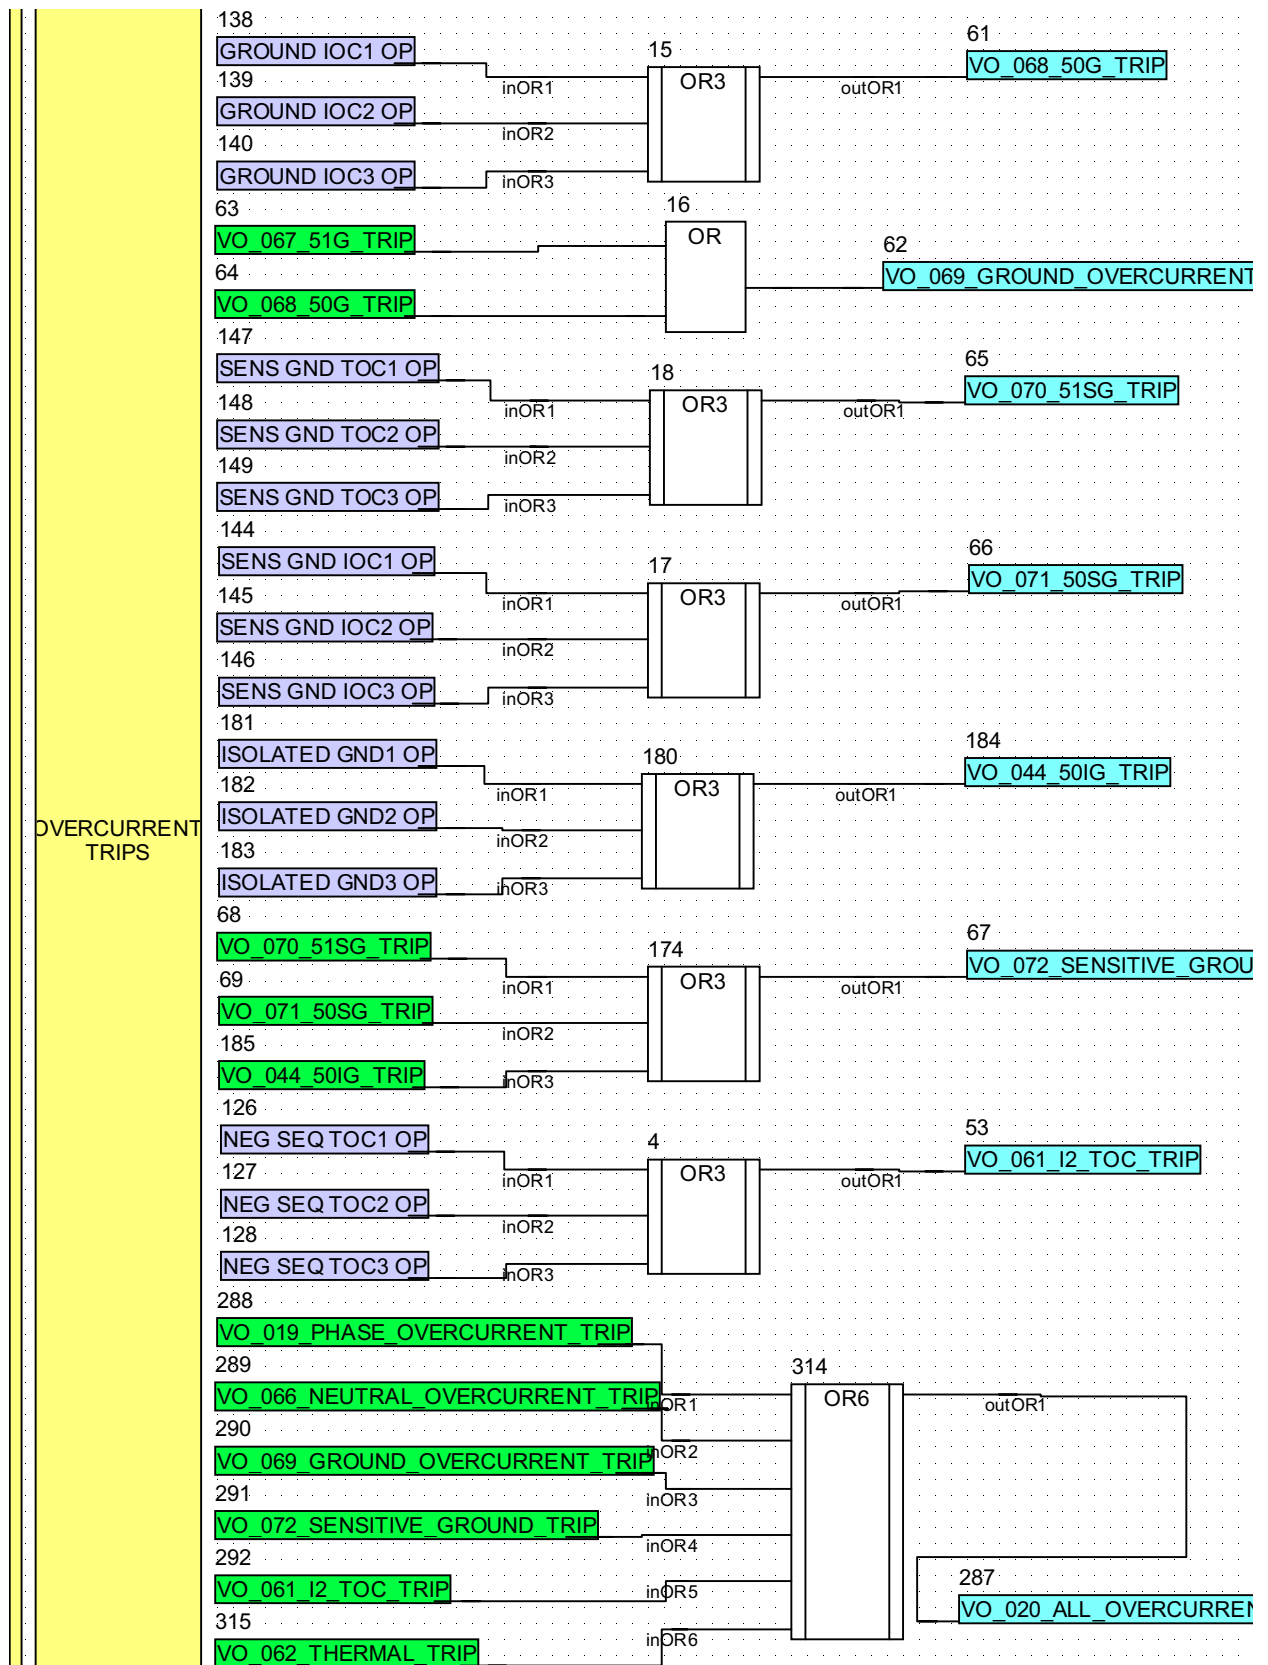 OVERCURRENT
TRIPS
138
GROUND IOC1 OP
139
GROUND IOC2 OP
140
GROUND IOC3 OP
inOR1
inOR2
inOR3
15
OR3
outOR1
61
VO_068_50G_TRIP
63
VO_067_51G_TRIP
64
VO_068_50G_TRIP
16
OR
62
VO_069_GROUND_OVERCURRENT
147
SENS GND TOC1 OP
148
SENS GND TOC2 OP
149
SENS GND TOC3 OP
inOR1
inOR2
inOR3
18
OR3
outOR1
65
VO_070_51SG_TRIP
144
SENS GND IOC1 OP
145
SENS GND IOC2 OP
146
SENS GND IOC3 OP
inOR1
inOR2
inOR3
17
OR3
outOR1
66
VO_071_50SG_TRIP
181
ISOLATED GND1 OP
182
ISOLATED GND2 OP
183
ISOLATED GND3 OP
inOR1
inOR2
inOR3
180
OR3
outOR1
184
VO_044_50IG_TRIP
68
VO_070_51SG_TRIP
69
VO_071_50SG_TRIP
185
VO_044_50IG_TRIP
inOR1
inOR2
inOR3
174
OR3
outOR1
67
VO_072_SENSITIVE_GROU
126
NEG SEQ TOC1 OP
127
NEG SEQ TOC2 OP
128
NEG SEQ TOC3 OP
inOR1
inOR2
inOR3
4
OR3
outOR1
53
VO_061_I2_TOC_TRIP
288
VO_019_PHASE_OVERCURRENT_TRIP
289
VO_066_NEUTRAL_OVERCURRENT_TRIP
290
VO_069_GROUND_OVERCURRENT_TRIP
291
VO_072_SENSITIVE_GROUND_TRIP
292
VO_061_I2_TOC_TRIP
315
VO_062_THERMAL_TRIP
inOR1
inOR2
inOR3
inOR4
inOR5
inOR6
314
OR6
outOR1
287
VO_020_ALL_OVERCURREN